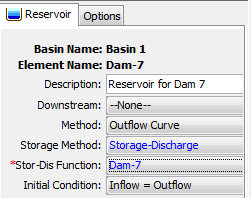 Reservoir Options
Basin Name: Basin 1
Element Name: Dam-7
Description: Reservoir for Dam 7
Downstream: --None--
Method: Outflow Curve
Storage Method: Storage-Discharge
*Stor-Dis Function: Dam-7
Initial Condition: Inflow = Outflow